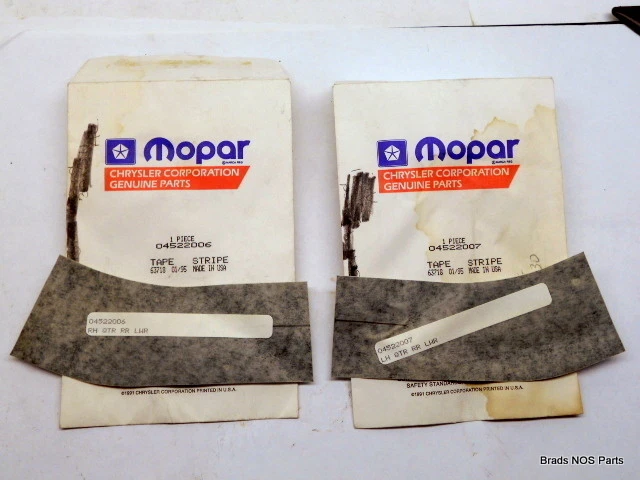 Mopar
CHRYSLER CORPORATION
GENUINE PARTS
1 PIECE
04522006
TAPE STRIPE
63718 01/95 MADE IN USA
04522006
RH QTR RR LWR
©1991 CHRYSLER CORPORATION PRINTED IN U.S.A.
Mopar
CHRYSLER CORPORATION
GENUINE PARTS
1 PIECE
04522007
TAPE STRIPE
63718 01/95 MADE IN USA
04522007
LH QTR RR LWR
SAFETY STANDARD
©1991 CHRYSLER CORPORATION PRINTED IN U.S.A.
Brads NOS Parts